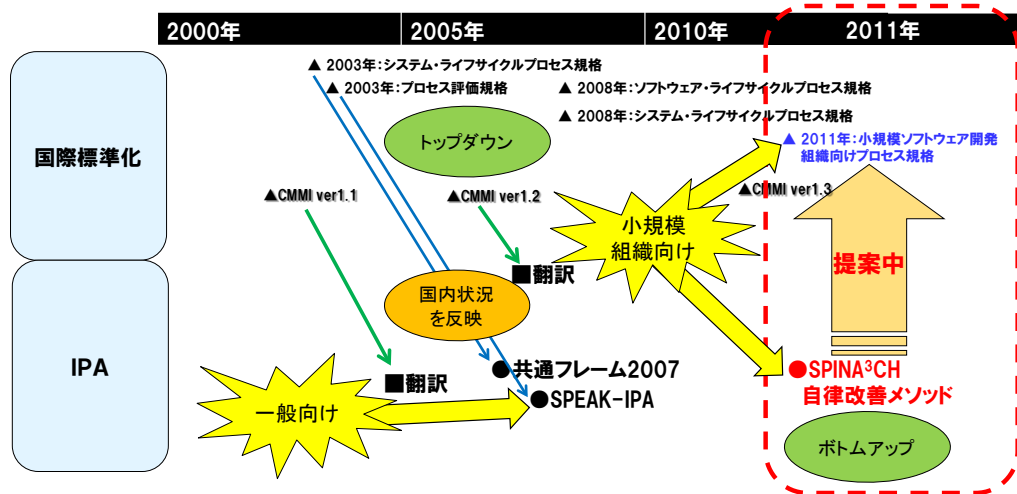 2000年
2005年
2010年
2011年
▲ 2003年：システム・ライフサイクルプロセス規格
▲ 2003年：プロセス評価規格
▲ 2008年：ソフトウェア・ライフサイクルプロセス規格
▲ 2008年：システム・ライフサイクルプロセス規格
トップダウン
国際標準化
▲ 2011年：小規模ソフトウェア開発
組織向けプロセス規格
▲CMMI ver1.1
▲CMMI ver1.2
▲CMMI ver1.3
小規模
組織向け
提案中
■翻訳
国内状況
を反映
IPA
●共通フレーム2007
■翻訳
●SPEAK-IPA
一般向け
●SPINA³CH
自律改善メソッド
ボトムアップ